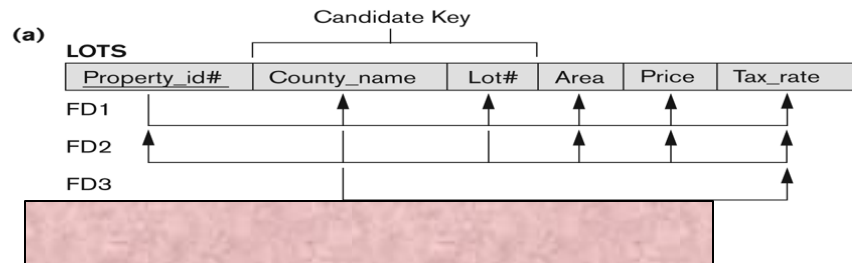 Candidate Key
(a)
LOTS
Property_id# County_name Lot# Area Price Tax_rate
FD1
FD2
FD3